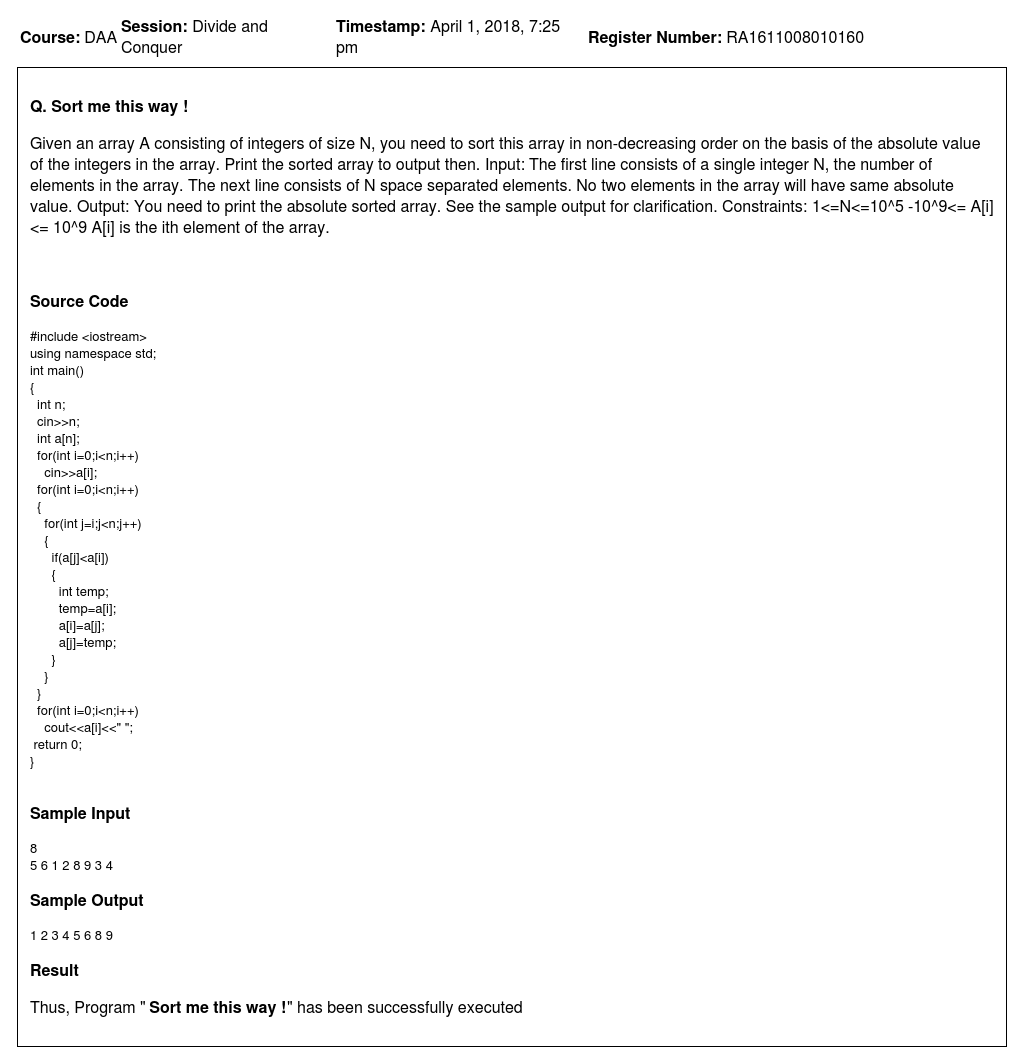 Course: DAA Session: Divide and Conquer Timestamp: April 1, 2018, 7:25 pm Register Number: RA1611008010160
Q. Sort me this way !
Given an array A consisting of integers of size N, you need to sort this array in non-decreasing order on the basis of the absolute value
of the integers in the array. Print the sorted array to output then. Input: The first line consists of a single integer N, the number of
elements in the array. The next line consists of N space separated elements. No two elements in the array will have same absolute
value. Output: You need to print the absolute sorted array. See the sample output for clarification. Constraints: 1<=N<=10^5 -10^9<= A[i]
<= 10^9 A[i] is the ith element of the array.
Source Code
#include <iostream>
using namespace std;
int main()
{
  int n;
  cin>>n;
  int a[n];
  for(int i=0;i<n;i++)
    cin>>a[i];
  for(int i=0;i<n;i++)
  {
    for(int j=i;j<n;j++)
    {
      if(a[j]<a[i])
      {
        int temp;
        temp=a[i];
        a[i]=a[j];
        a[j]=temp;
      }
    }
  }
  for(int i=0;i<n;i++)
    cout<<a[i]<<" ";
 return 0;
}
Sample Input
8
5 6 1 2 8 9 3 4
Sample Output
1 2 3 4 5 6 8 9
Result
Thus, Program " Sort me this way !" has been successfully executed